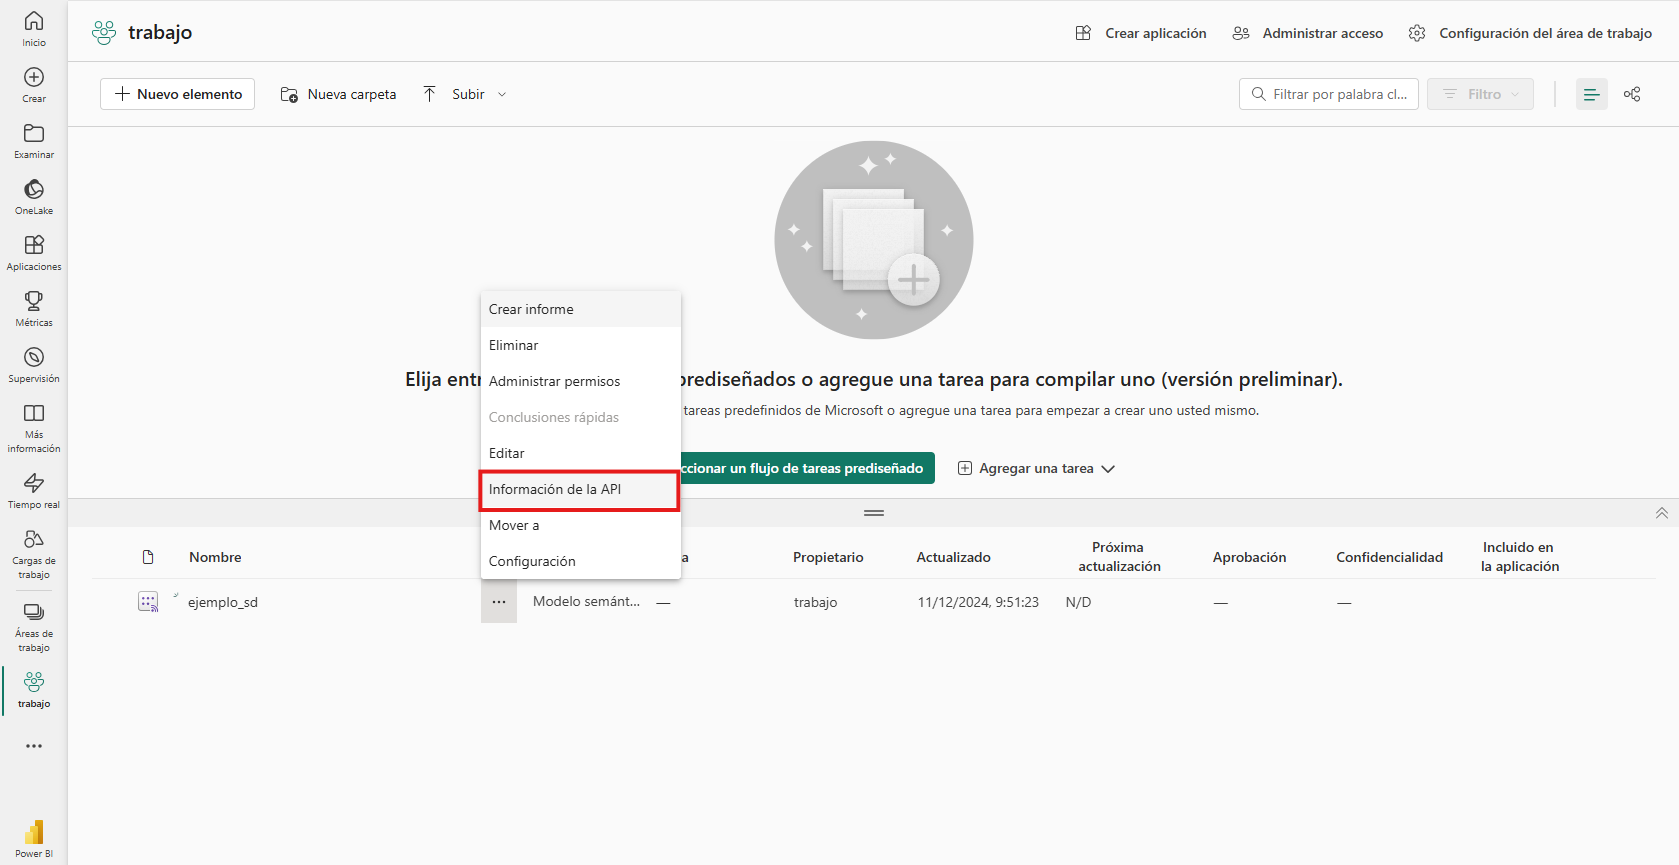 Inicio
Crear
Examinar
OneLake
Aplicaciones
Métricas
Supervisión
Más
información
Tiempo real
Cargas de
trabajo
Áreas de
trabajo
trabajo
Power BI
trabajo
Crear aplicación
Administrar acceso
Configuración del área de trabajo
Nuevo elemento
Nueva carpeta
Subir
Filtrar por palabra cl...
Filtro
Elija entr
prediseñados o agregue una tarea para compilar uno (versión preliminar).
tareas predefinidos de Microsoft o agregue una tarea para empezar a crear uno usted mismo.
ccionar un flujo de tareas prediseñado
Agregar una tarea
Crear informe
Eliminar
Administrar permisos
Conclusiones rápidas
Editar
Información de la API
Mover a
Configuración
Nombre
a
Propietario
Actualizado
Próxima
actualización
Aprobación
Confidencialidad
Incluido en
la aplicación
ejemplo_sd
...
Modelo semánt...
—
trabajo
11/12/2024, 9:51:23
N/D
—
—